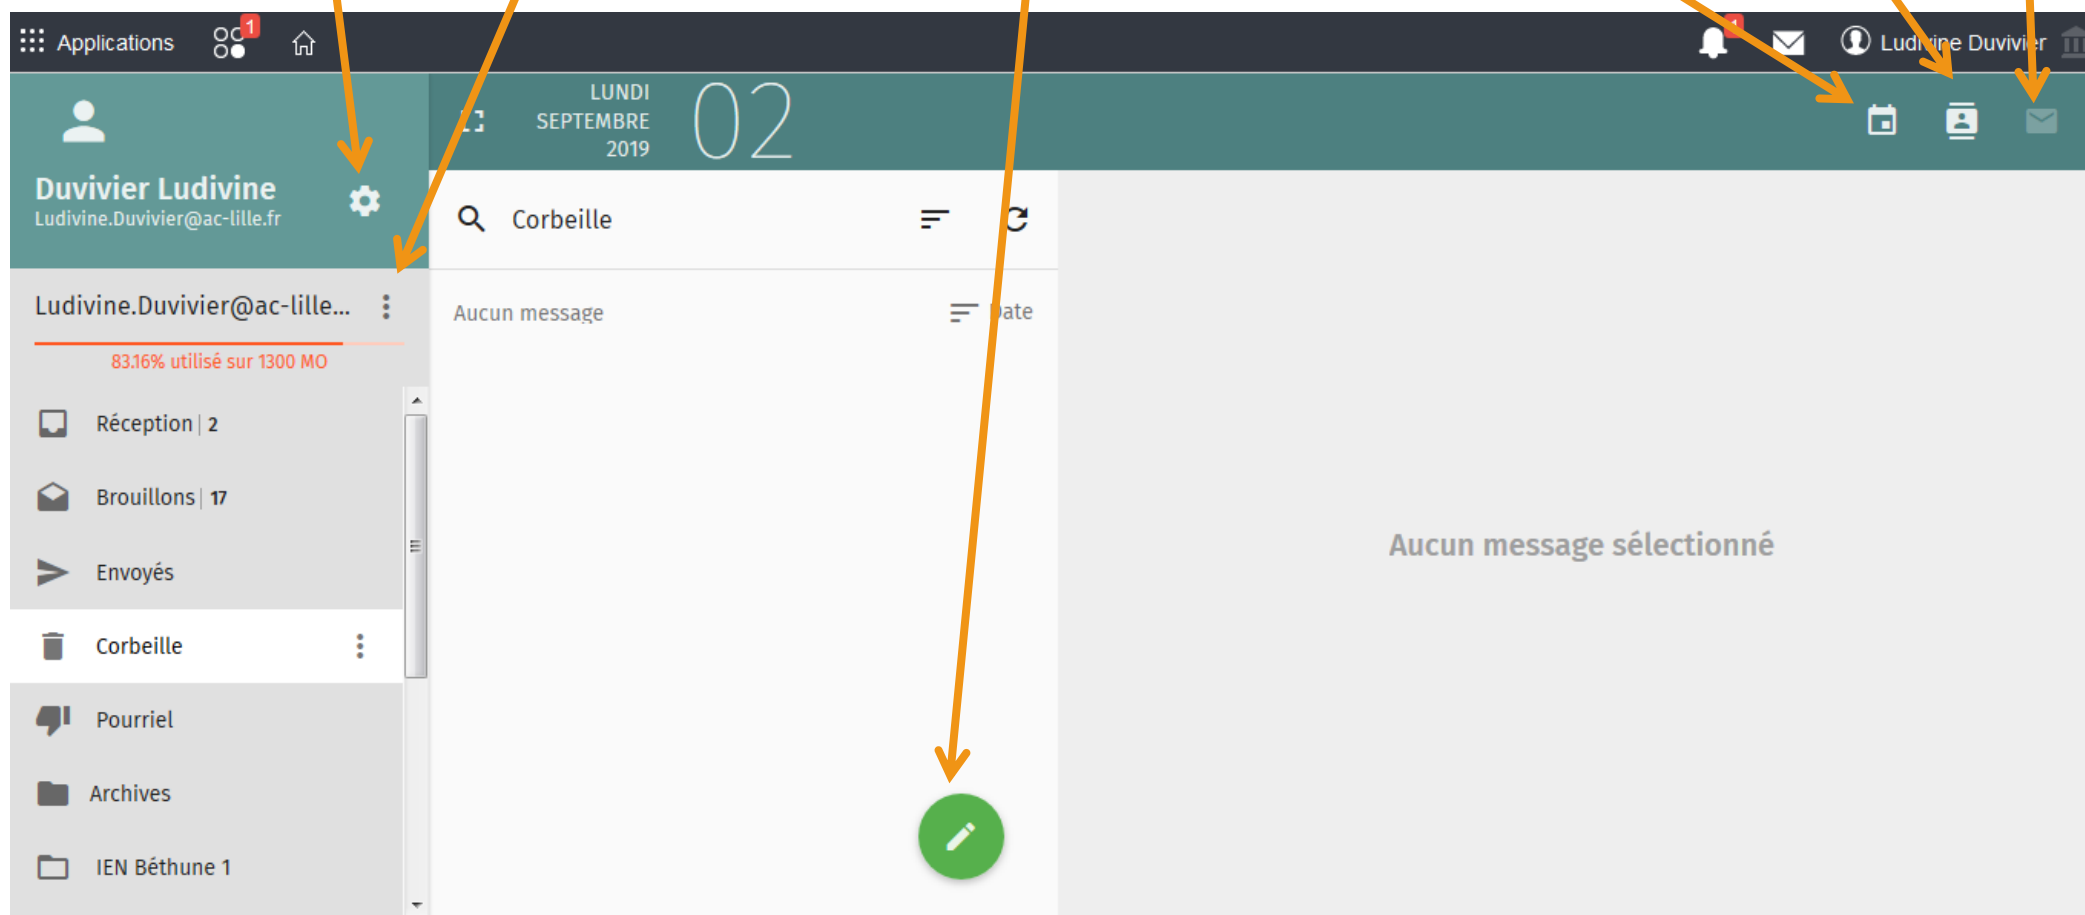 Applications
1
1
Ludivine Duvivier
LUNDI
SEPTEMBRE
2019
02
Duvivier Ludivine
Ludivine.Duvivier@ac-lille.fr
Corbeille
Ludivine.Duvivier@ac-lille...
83.16% utilisé sur 1300 MO
Aucun message
Date
Réception | 2
Brouillons | 17
Envoyés
Corbeille
Pourriel
Archives
IEN Béthune 1
Aucun message sélectionné